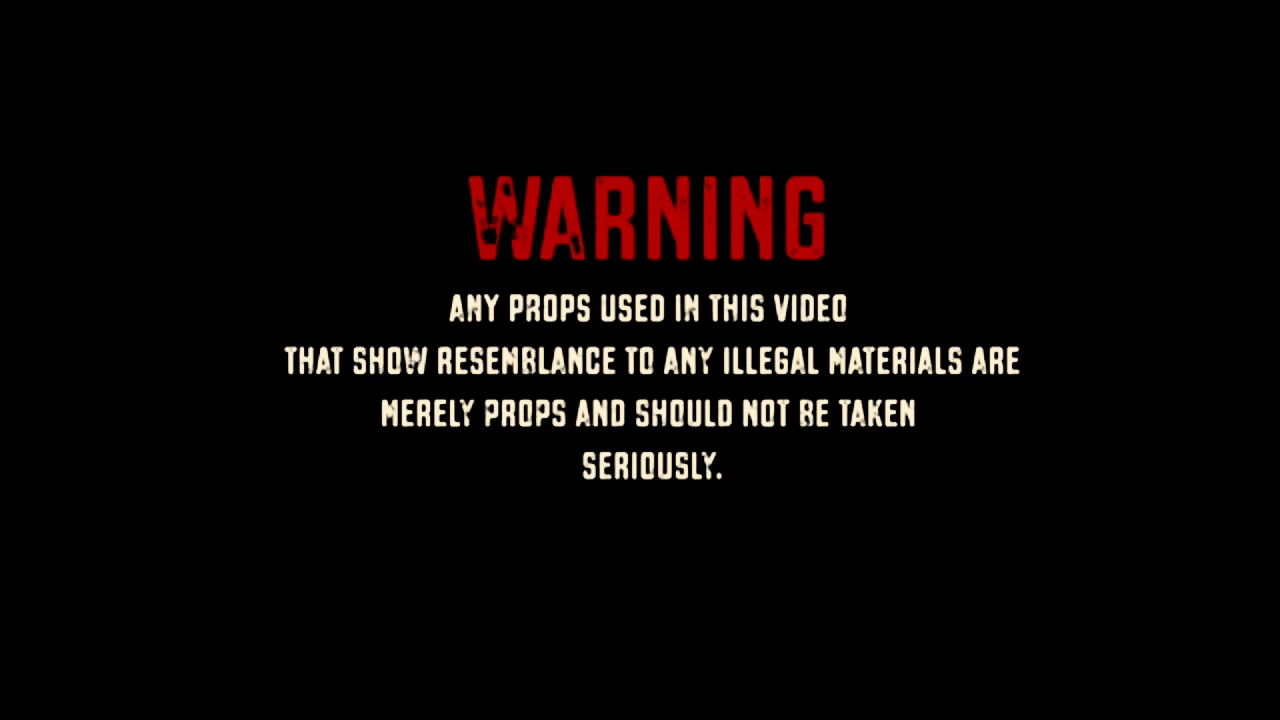 WARNING
ANY PROPS USED IN THIS VIDEO
THAT SHOW RESEMBLANCE TO ANY ILLEGAL MATERIALS ARE
MERELY PROPS AND SHOULD NOT BE TAKEN
SERIOUSLY.